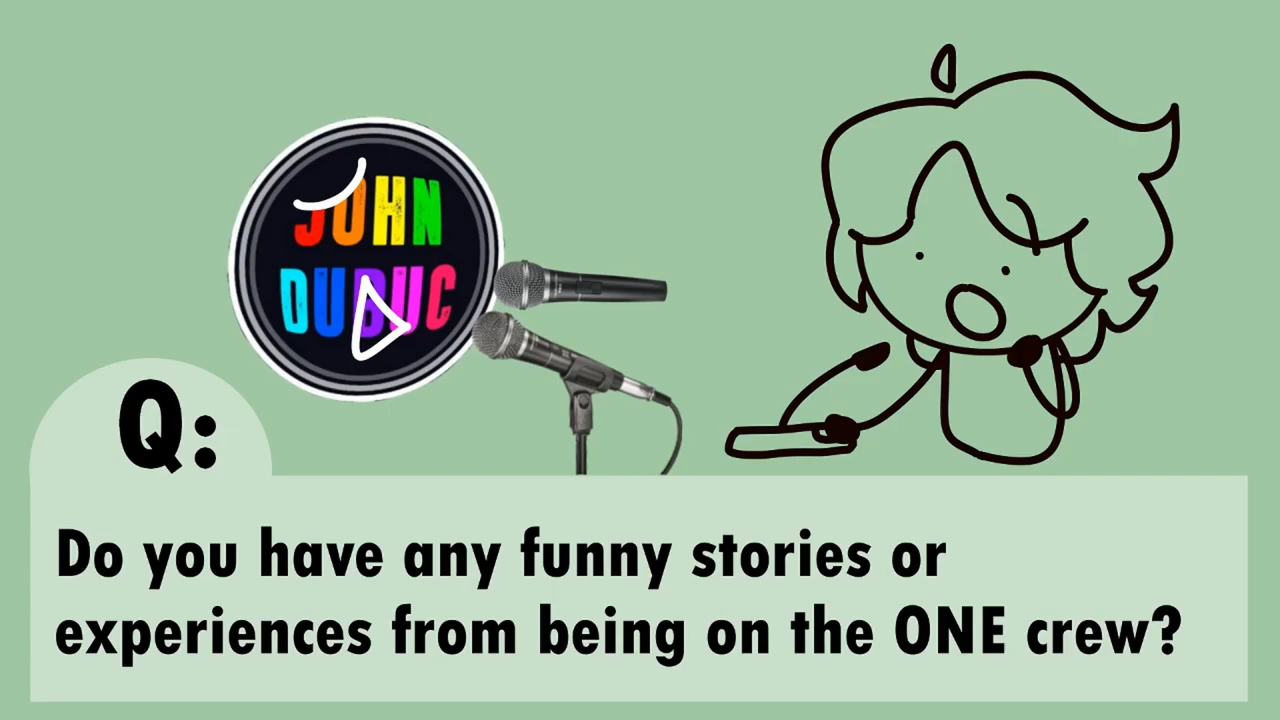 JOHN
DUBUC
Q:
Do you have any funny stories or
experiences from being on the ONE crew?